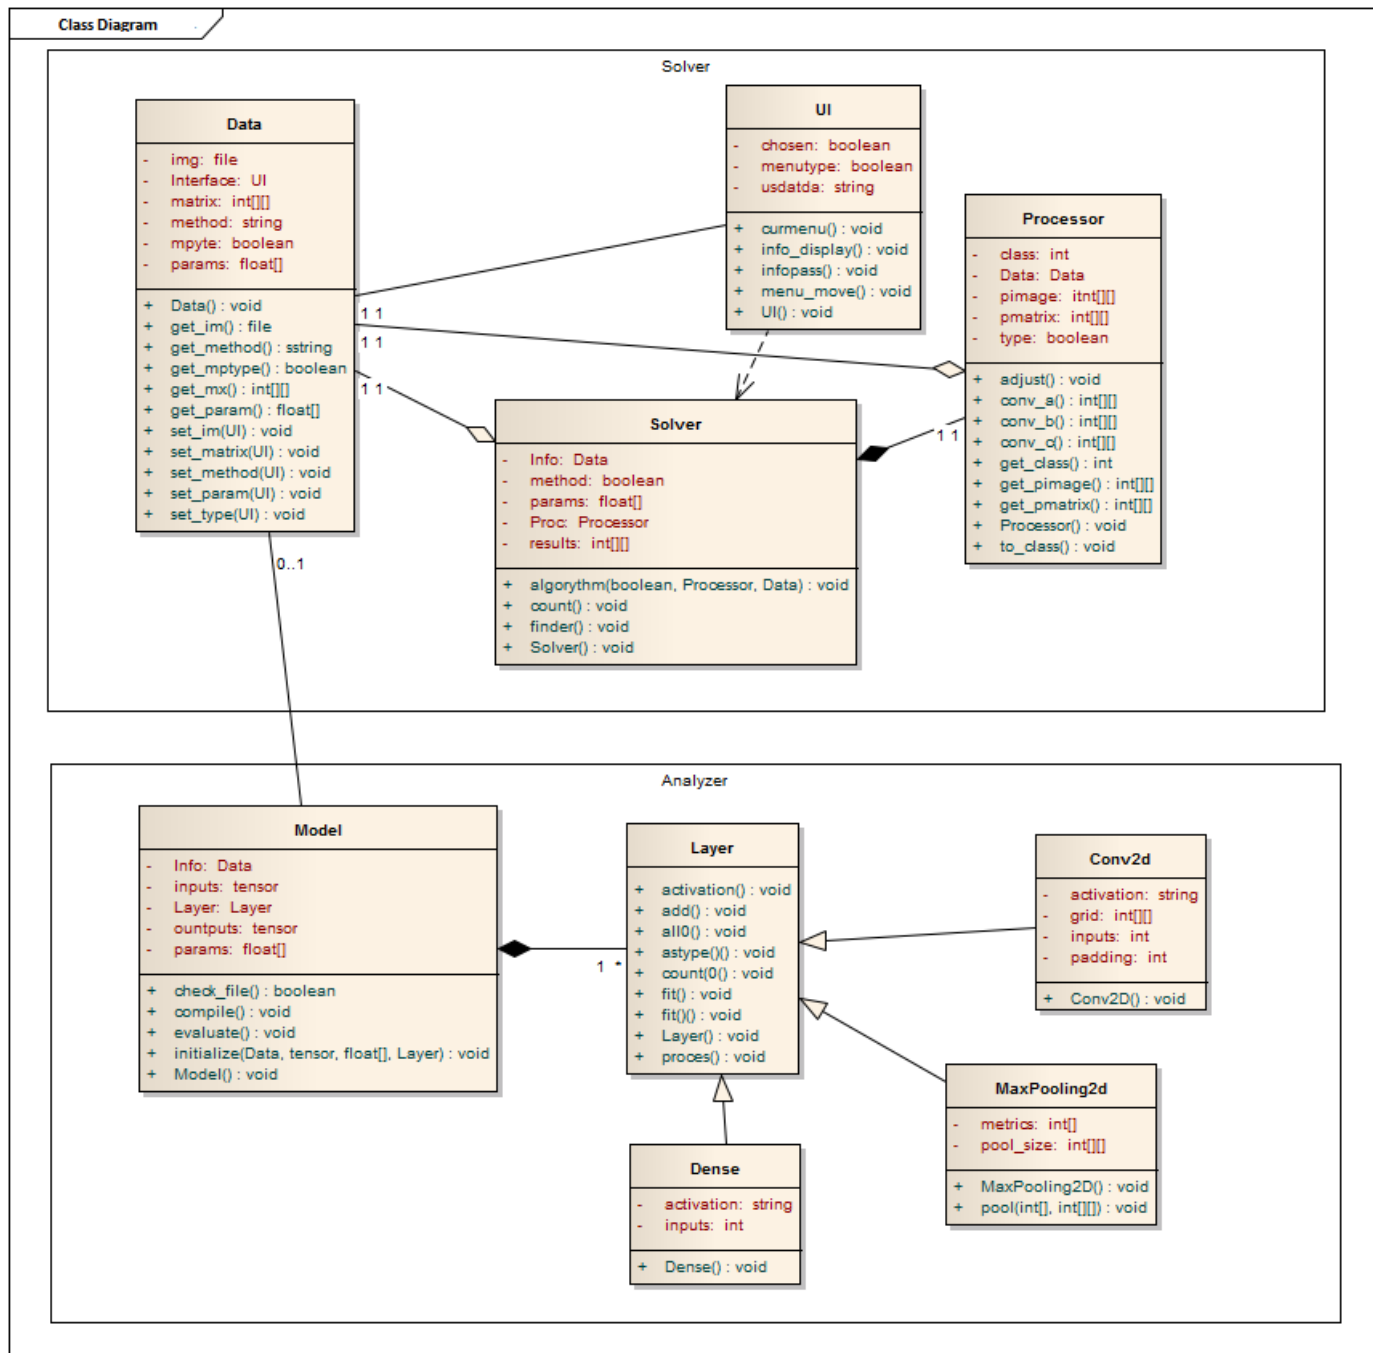 Class Diagram
Solver
Data
- img: file
- Interface: UI
- matrix: int[][]
- method: string
- mpyte: boolean
- params: float[]
+ Data() : void
+ get_im() : file
+ get_method() : sstring
+ get_mptype() : boolean
+ get_mx() : int[][]
+ get_param() : float[]
+ set_im(UI) : void
+ set_matrix(UI) : void
+ set_method(UI) : void
+ set_param(UI) : void
+ set_type(UI) : void
UI
- chosen: boolean
- menutype: boolean
- usdatda: string
+ curmenu() : void
+ info_display() : void
+ infopass() : void
+ menu_move() : void
+ UI() : void
Processor
- class: int
- Data: Data
- pimage: itnt[][]
- pmatrix: int[][]
- type: boolean
+ adjust() : void
+ conv_a() : int[][]
+ conv_b() : int[][]
+ conv_c() : int[][]
+ get_class() : int
+ get_pimage() : int[][]
+ get_pmatrix() : int[][]
+ Processor() : void
+ to_class() : void
1 1
1 1
1 1
1 1
Solver
- Info: Data
- method: boolean
- params: float[]
- Proc: Processor
- results: int[][]
+ algorythm(boolean, Processor, Data) : void
+ count() : void
+ finder() : void
+ Solver() : void
0..1
Analyzer
Model
- Info: Data
- inputs: tensor
- Layer: Layer
- ountputs: tensor
- params: float[]
+ check_file() : boolean
+ compile() : void
+ evaluate() : void
+ initialize(Data, tensor, float[], Layer) : void
+ Model() : void
1 *
Layer
+ activation() : void
+ add() : void
+ all0() : void
+ astype()() : void
+ count(0() : void
+ fit() : void
+ fit()() : void
+ Layer() : void
+ proces() : void
Conv2d
- activation: string
- grid: int[][]
- inputs: int
- padding: int
+ Conv2D() : void
MaxPooling2d
- metrics: int[]
- pool_size: int[][]
+ MaxPooling2D() : void
+ pool(int[], int[][]) : void
Dense
- activation: string
- inputs: int
+ Dense() : void